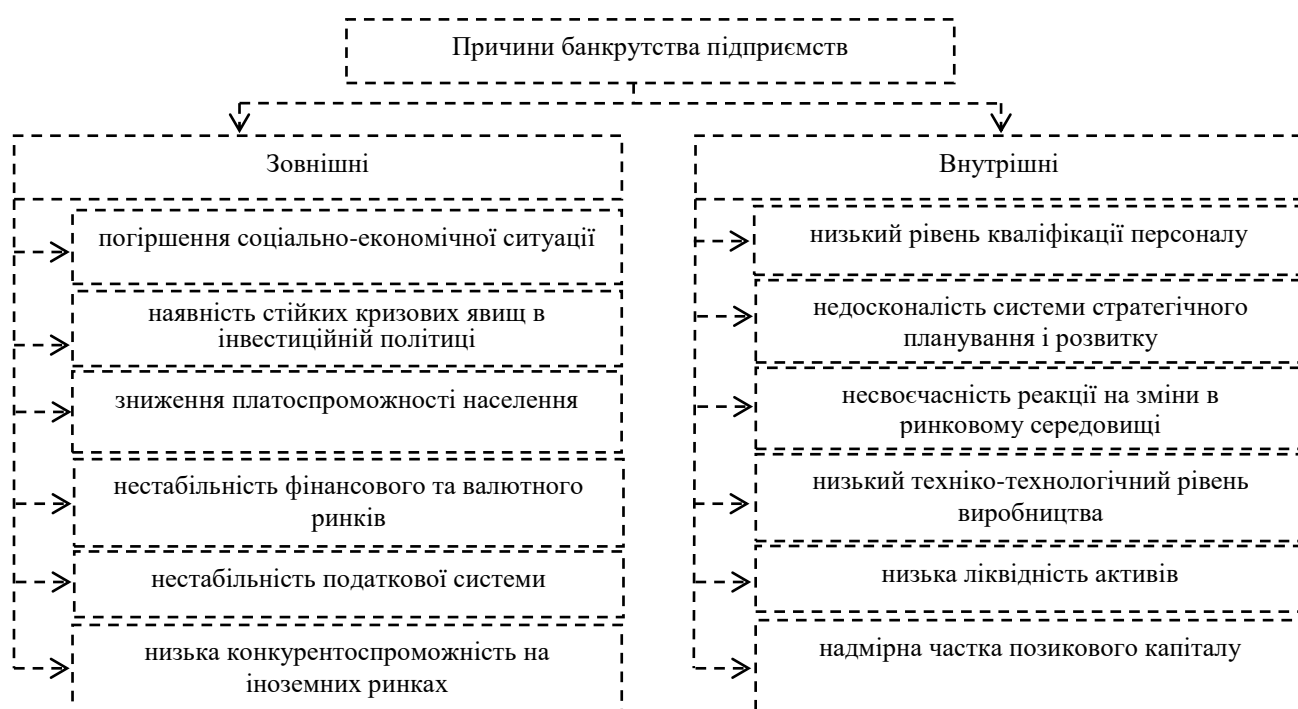 Причини банкрутства підприємств
Зовнішні
погіршення соціально-економічної ситуації
наявність стійких кризових явищ в
інвестиційній політиці
зниження платоспроможності населення
нестабільність фінансового та валютного
ринків
нестабільність податкової системи
низька конкурентоспроможність на
іноземних ринках
Внутрішні
низький рівень кваліфікації персоналу
недосконалість системи стратегічного
планування і розвитку
несвоєчасність реакції на зміни в
ринковому середовищі
низький техніко-технологічний рівень
виробництва
низька ліквідність активів
надмірна частка позикового капіталу